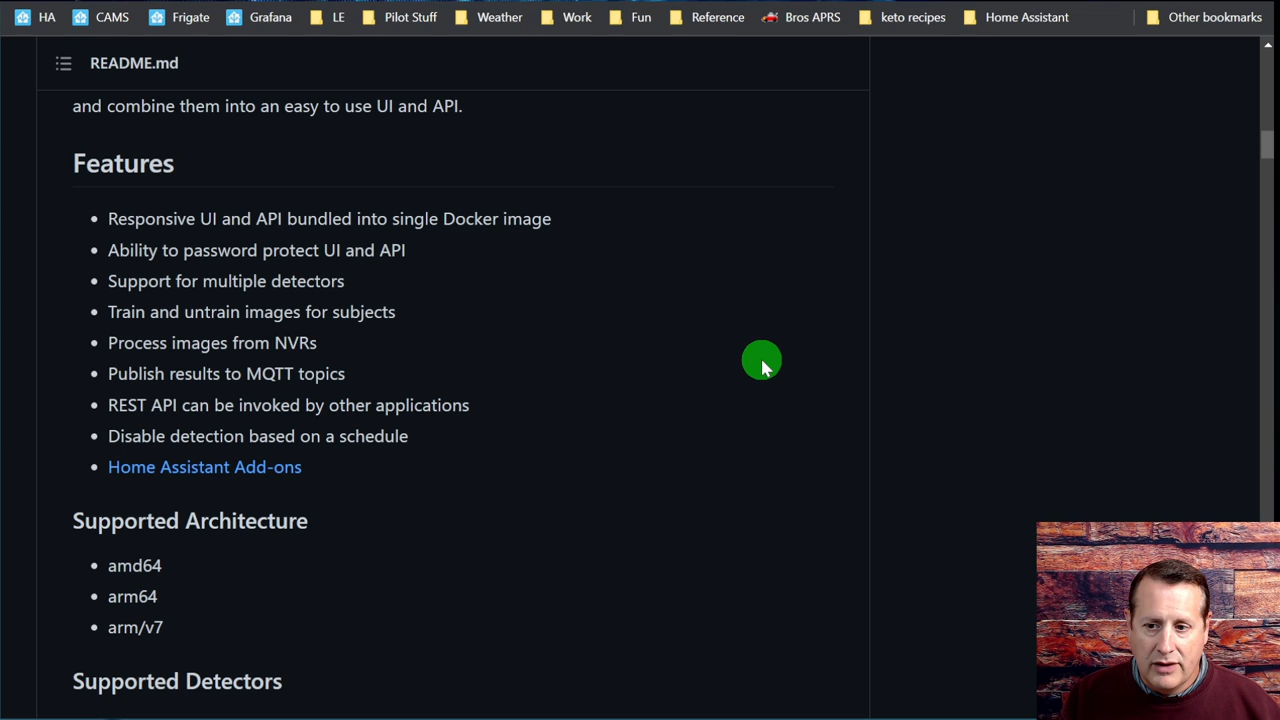 HA CAMS Frigate Grafana LE Pilot Stuff Weather Work Fun Reference Bros APRS keto recipes Home Assistant Other bookmarks
README.md
and combine them into an easy to use UI and API.
Features
• Responsive UI and API bundled into single Docker image
• Ability to password protect UI and API
• Support for multiple detectors
• Train and untrain images for subjects
• Process images from NVRs
• Publish results to MQTT topics
• REST API can be invoked by other applications
• Disable detection based on a schedule
• Home Assistant Add-ons
Supported Architecture
• amd64
• arm64
• arm/v7
Supported Detectors